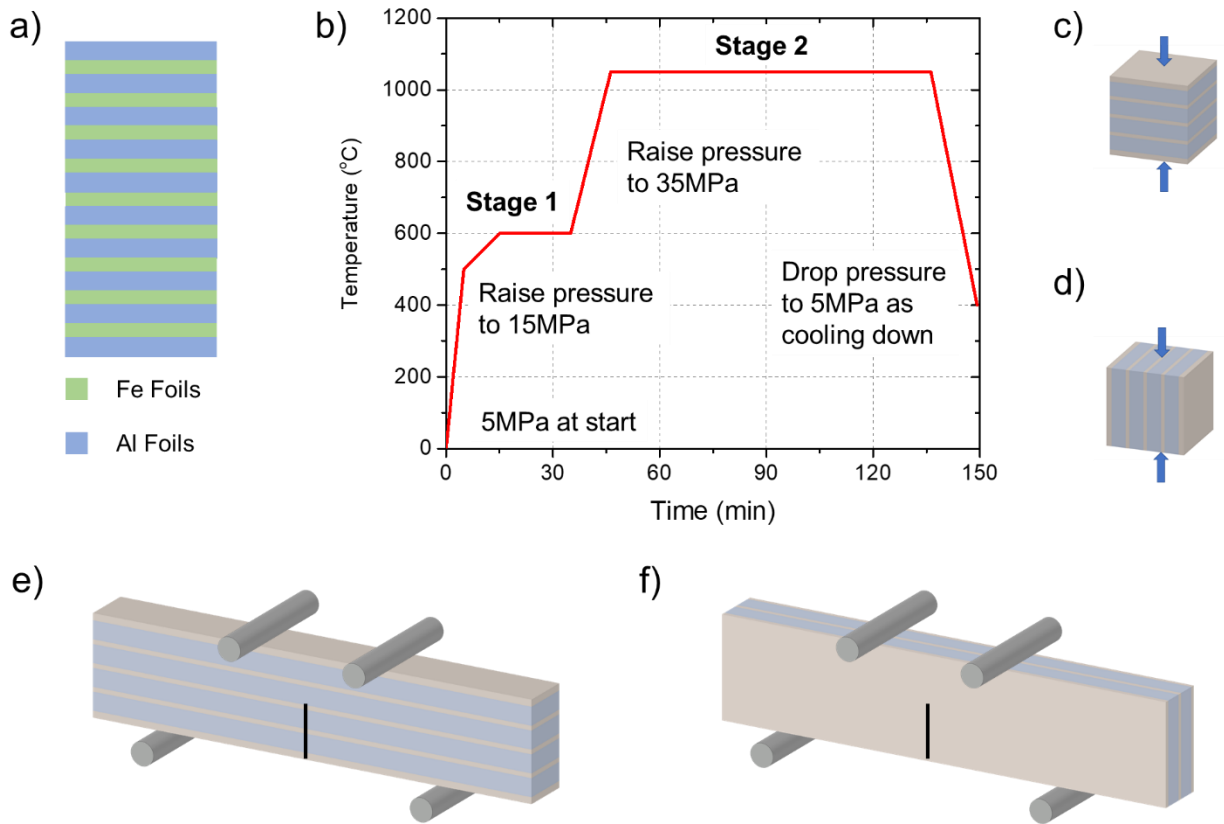 a)
Fe Foils
Al Foils
b)
Temperature (°C)
1200
1000
800
600
400
200
0
Stage 1
Stage 2
Raise pressure
to 35MPa
Raise pressure
to 15MPa
Drop pressure
to 5MPa as
cooling down
5MPa at start
0
30
60
90
120
150
Time (min)
c)
d)
e)
f)